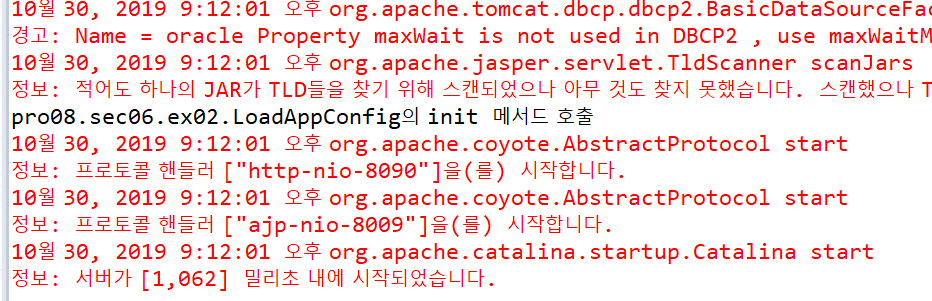 10월 30, 2019 9:12:01 오후 org.apache.tomcat.dbcp.dbcp2.BasicDataSourceFac
경고: Name = oracle Property maxWait is not used in DBCP2 , use maxWaitM
10월 30, 2019 9:12:01 오후 org.apache.jasper.servlet.TldScanner scanJars
정보: 적어도 하나의 JAR가 TLD들을 찾기 위해 스캔되었으나 아무 것도 찾지 못했습니다. 스캔했으나 T
pro08.sec06.ex02.LoadAppConfig의 init 메서드 호출
10월 30, 2019 9:12:01 오후 org.apache.coyote.AbstractProtocol start
정보: 프로토콜 핸들러 ["http-nio-8090"]을(를) 시작합니다.
10월 30, 2019 9:12:01 오후 org.apache.coyote.AbstractProtocol start
정보: 프로토콜 핸들러 ["ajp-nio-8009"]을(를) 시작합니다.
10월 30, 2019 9:12:01 오후 org.apache.catalina.startup.Catalina start
정보: 서버가 [1,062] 밀리초 내에 시작되었습니다.